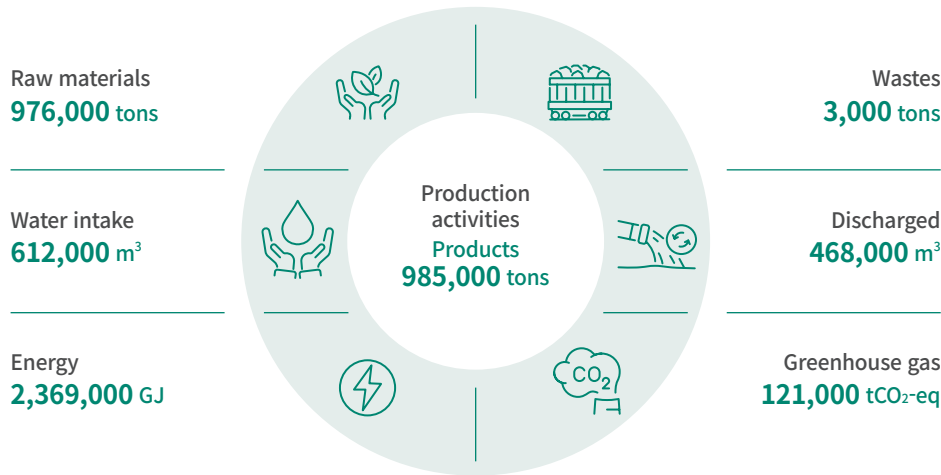 Raw materials
976,000 tons
Water intake
612,000 m³
Energy
2,369,000 GJ
Production
activities
Products
985,000 tons
Wastes
3,000 tons
Discharged
468,000 m³
CO₂
Greenhouse gas
121,000 tCO₂-eq